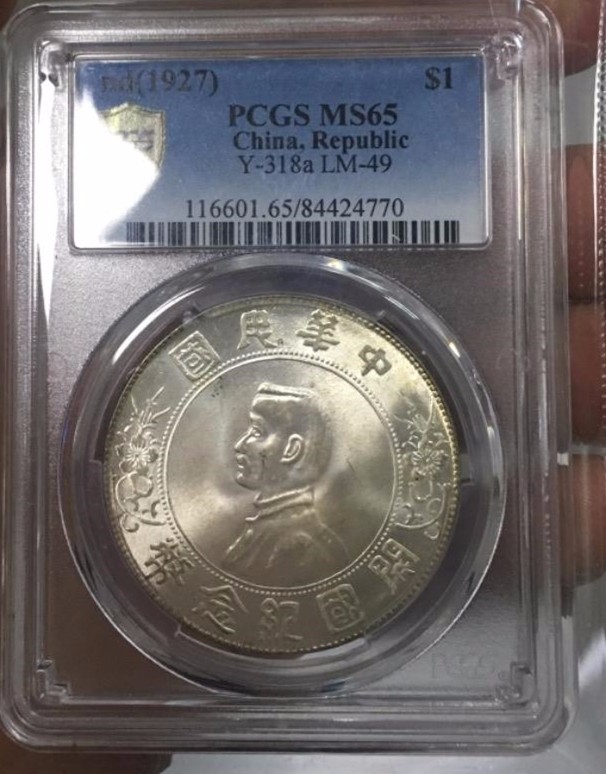 nd(1927) $1
PCGS MS65
China, Republic
Y-318a LM-49
116601.65/84424770
中華民國
開國紀念幣
PCGS